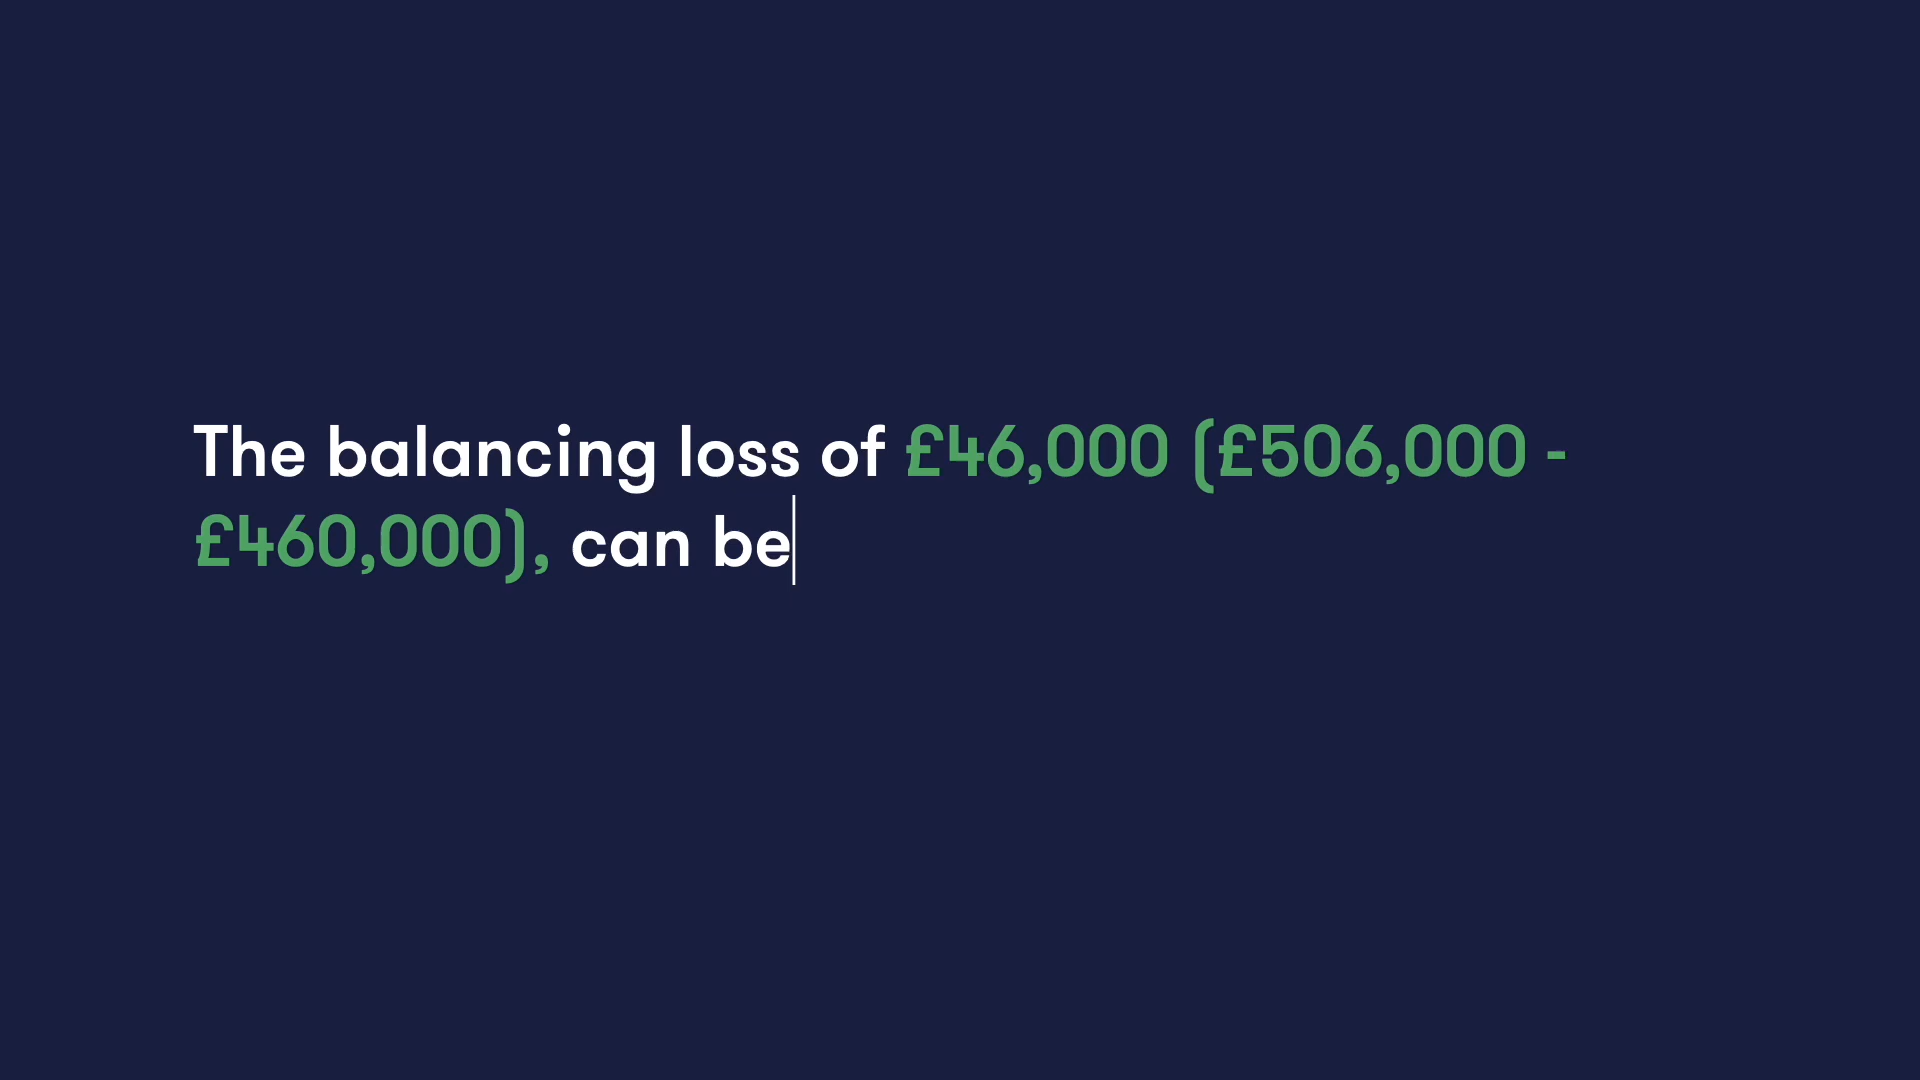 The balancing loss of £46,000 (£506,000 -
£460,000), can be